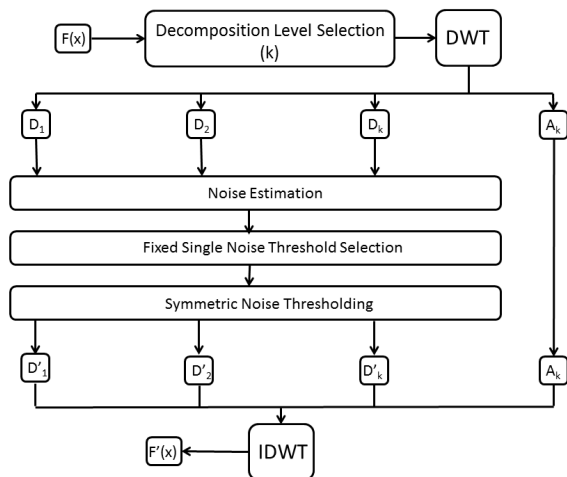 F(x)
Decomposition Level Selection
(k)
DWT
D₁
D₂
Dₖ
Aₖ
Noise Estimation
Fixed Single Noise Threshold Selection
Symmetric Noise Thresholding
D'₁
D'₂
D'ₖ
Aₖ
F'(x)
IDWT